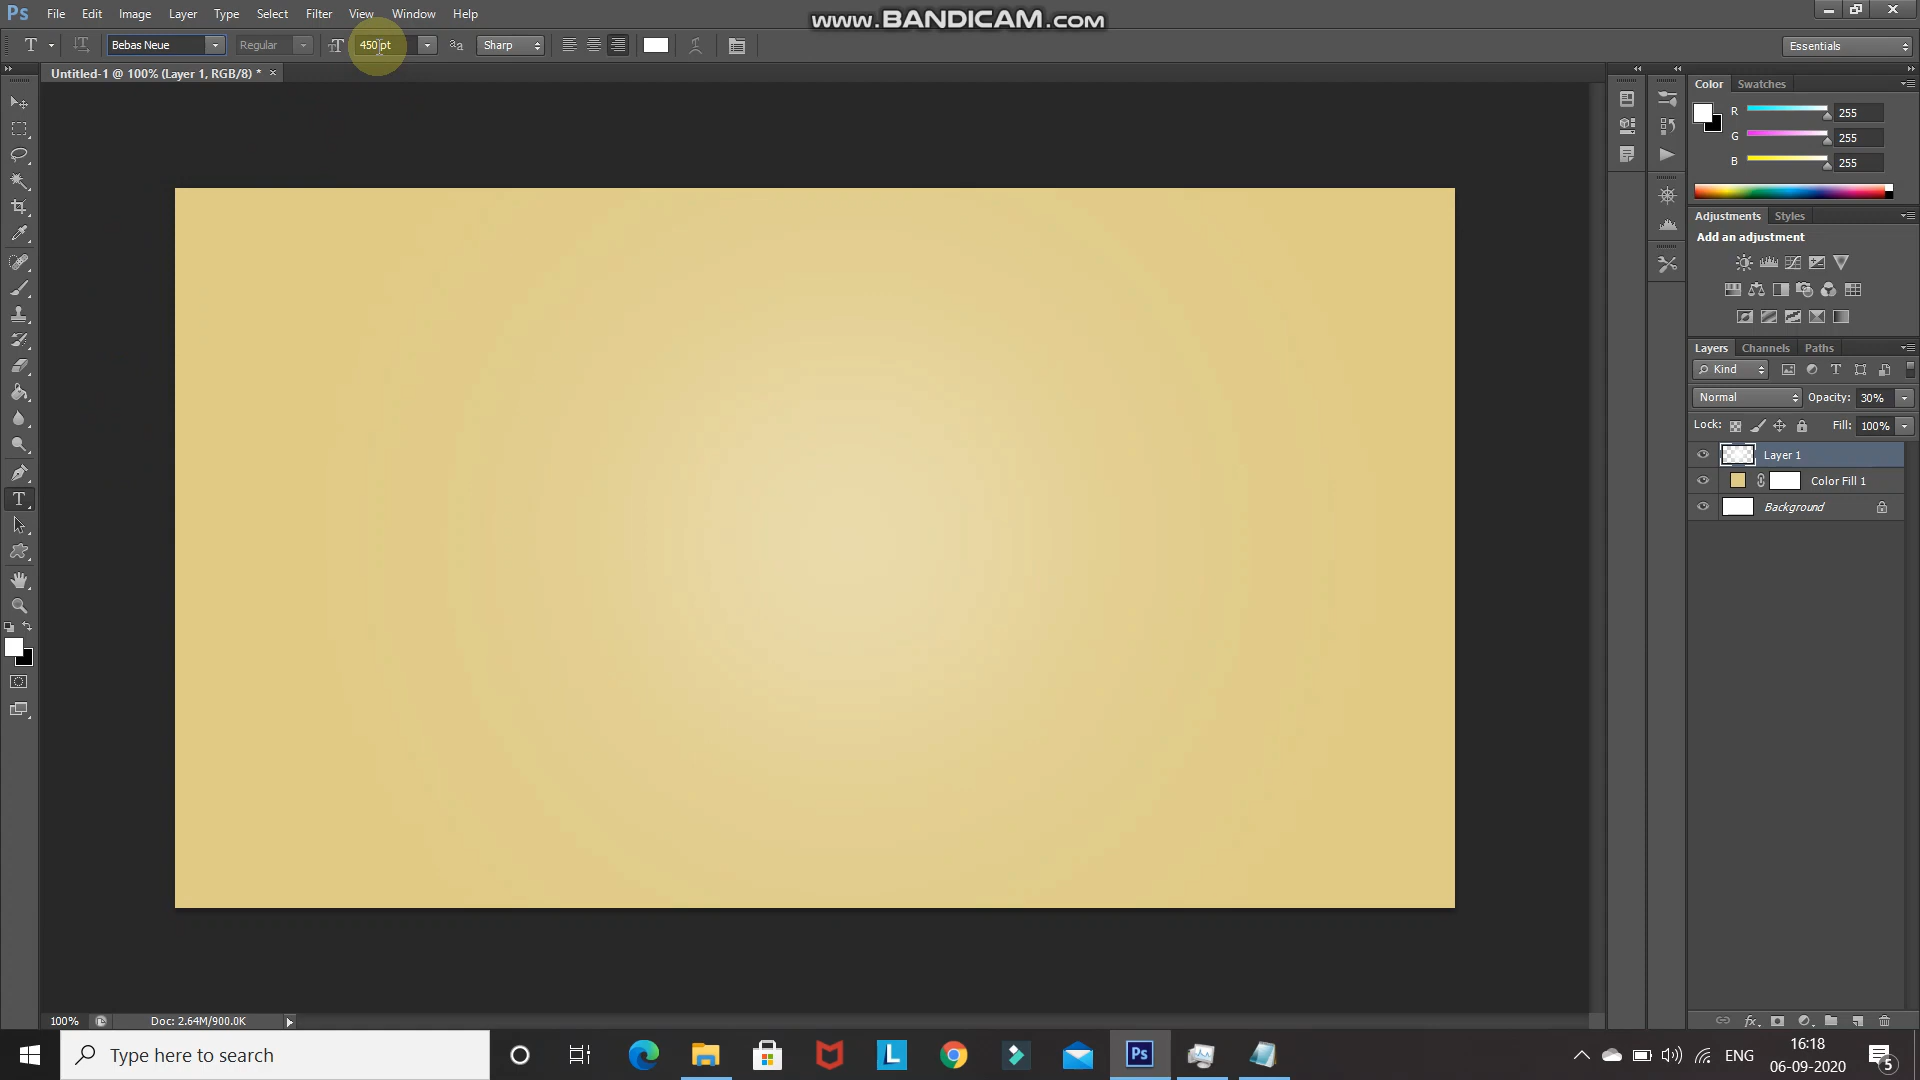 www.BANDICAM.com
Ps File Edit Image Layer Type Select Filter View Window Help
T Bebas Neue Regular 450 pt Sharp Essentials
Untitled-1 @ 100% (Layer 1, RGB/8) *
Color Swatches
R 255
G 255
B 255
Adjustments Styles
Add an adjustment
Layers Channels Paths
Kind
Normal Opacity: 30%
Lock: Fill: 100%
Layer 1
Color Fill 1
Background
100% Doc: 2.64M/900.0K
Type here to search
L Ps
ENG
16:18
06-09-2020
5